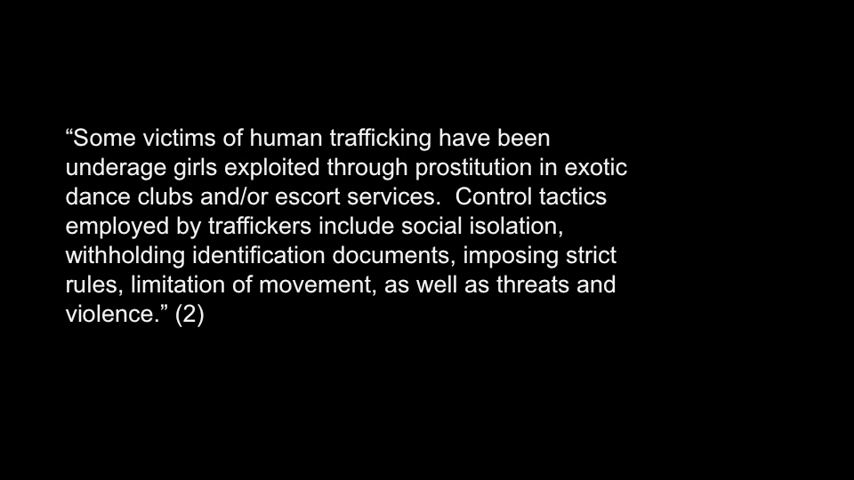 “Some victims of human trafficking have been
underage girls exploited through prostitution in exotic
dance clubs and/or escort services.  Control tactics
employed by traffickers include social isolation,
withholding identification documents, imposing strict
rules, limitation of movement, as well as threats and
violence.” (2)